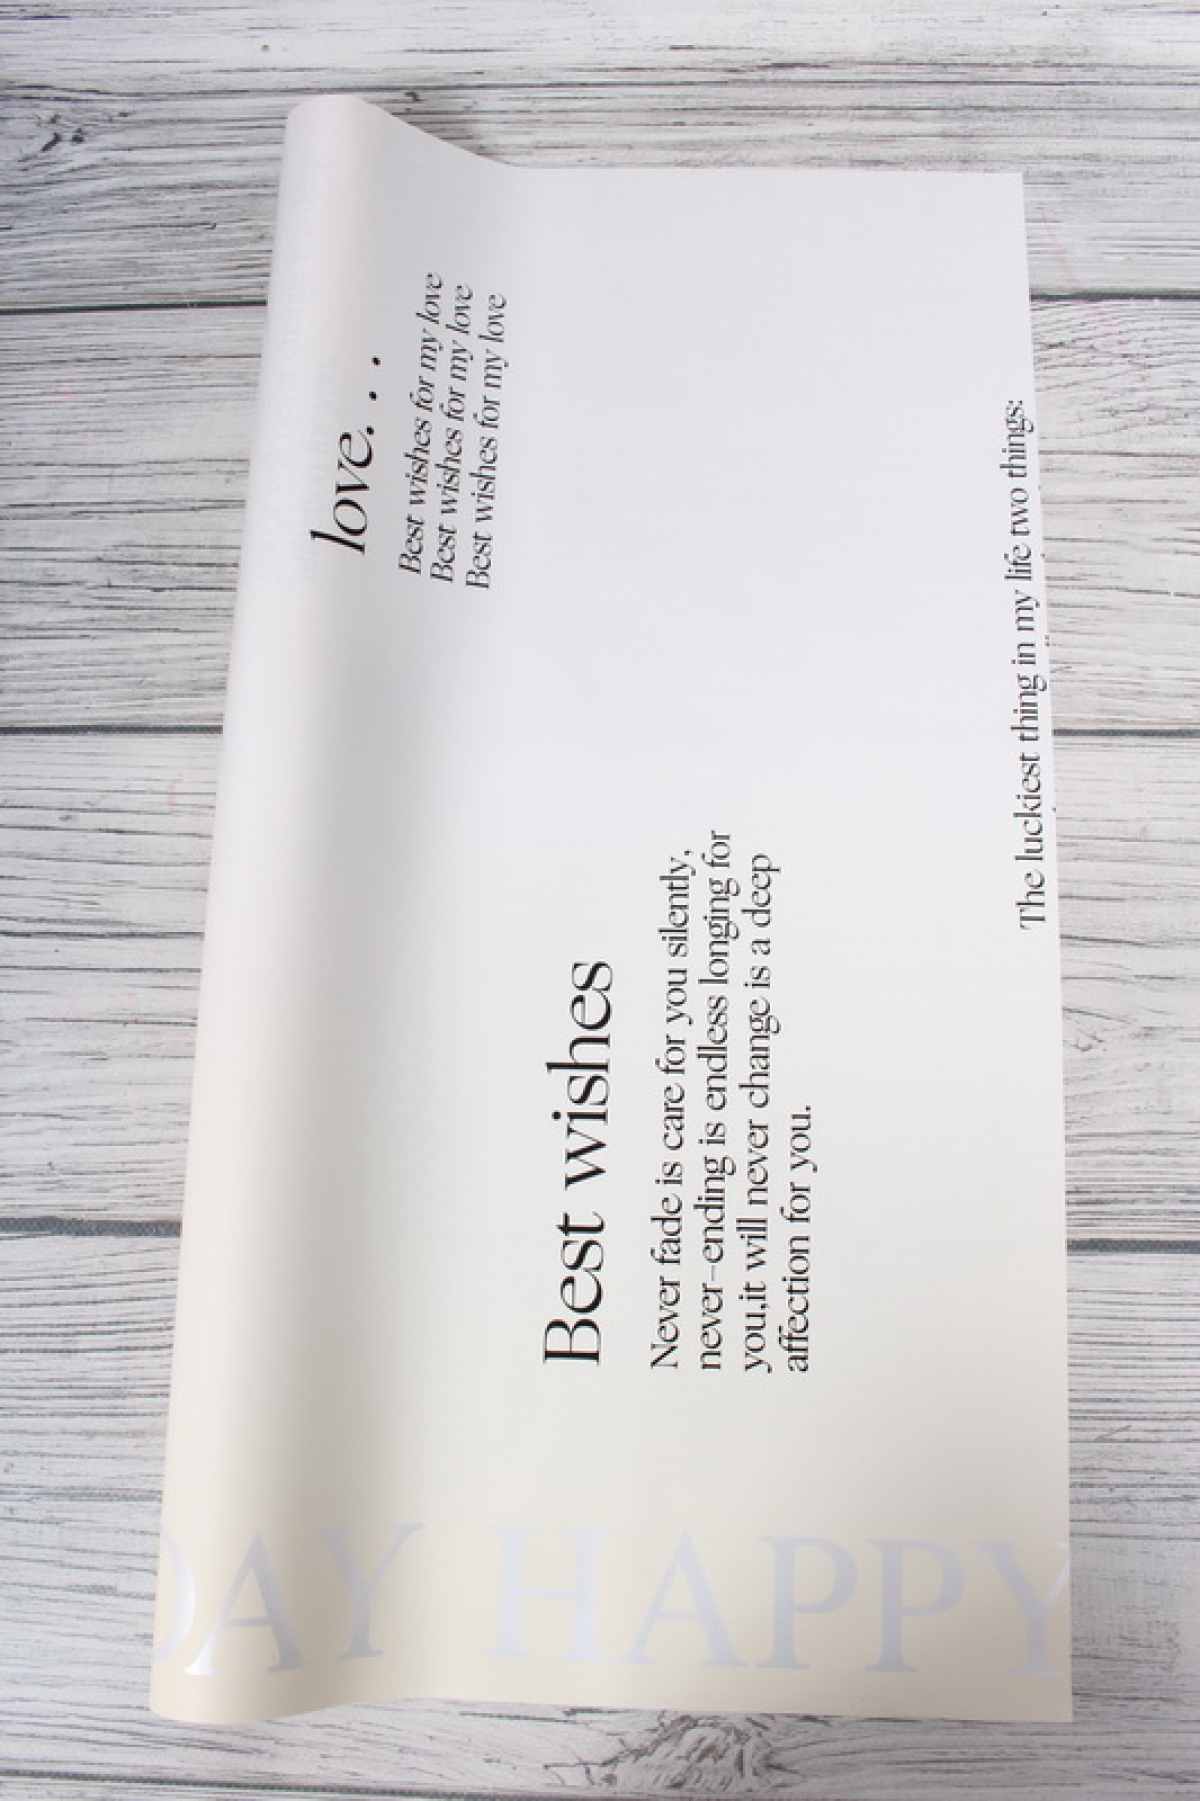 love. . .
Best wishes for my love
Best wishes for my love
Best wishes for my love
Best wishes
Never fade is care for you silently,
never-ending is endless longing for
you,it will never change is a deep
affection for you.
The luckiest thing in my life two things:
DAY HAPPY